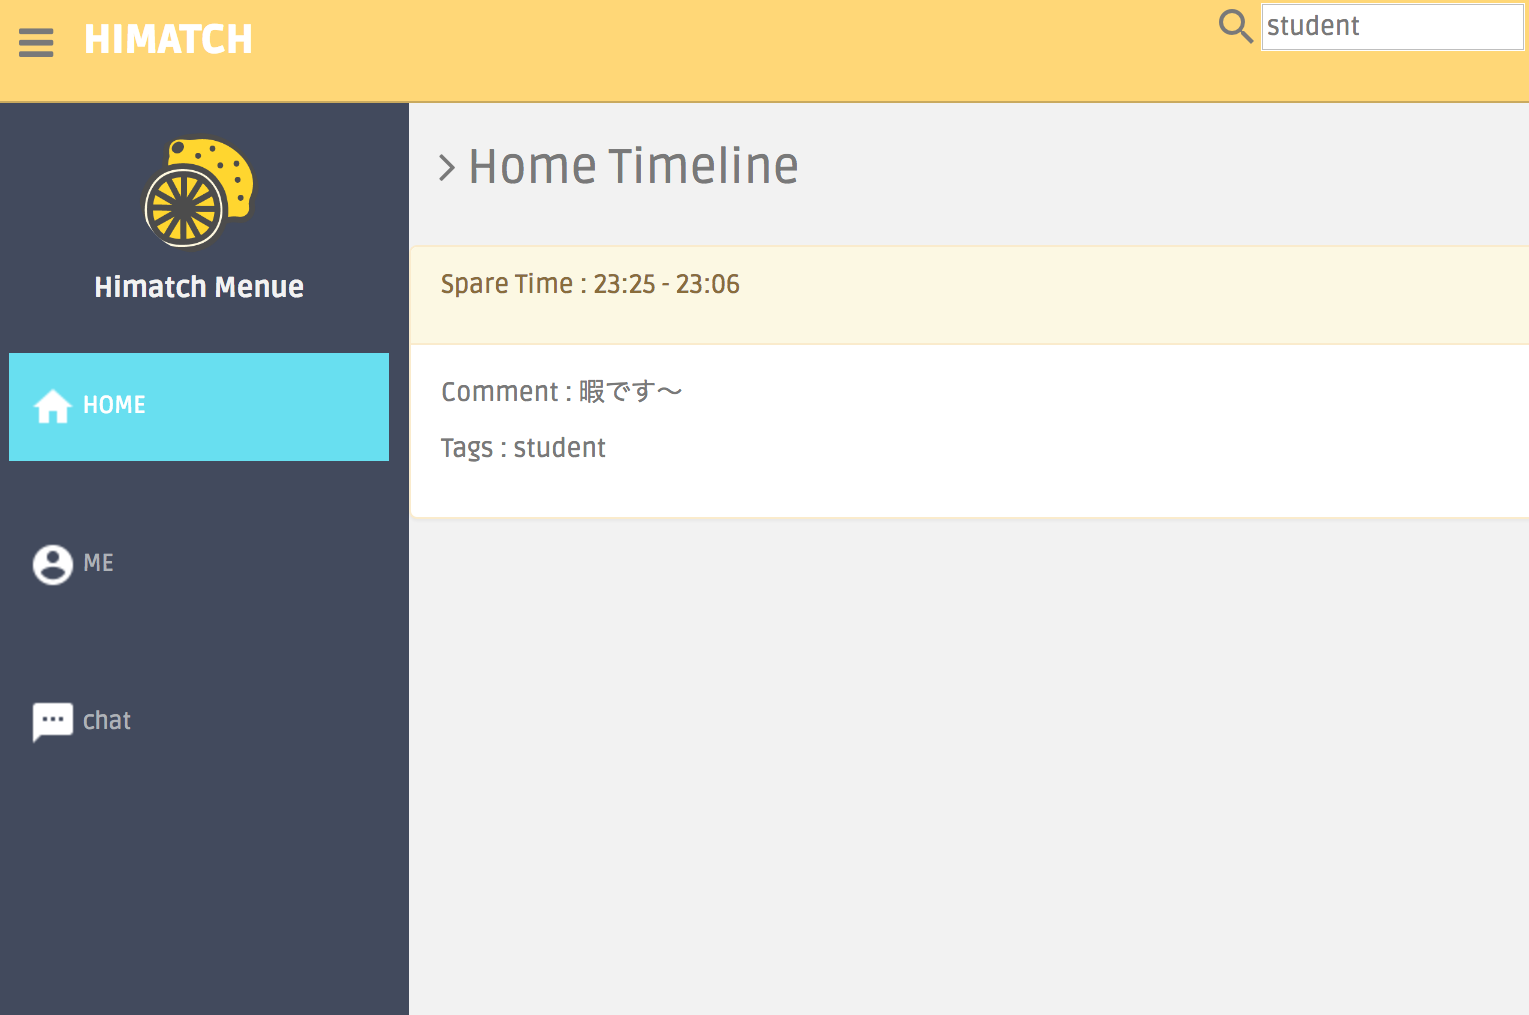 HIMATCH
student
Himatch Menue
HOME
ME
chat
Home Timeline
Spare Time : 23:25 - 23:06
Comment : 暇です〜
Tags : student